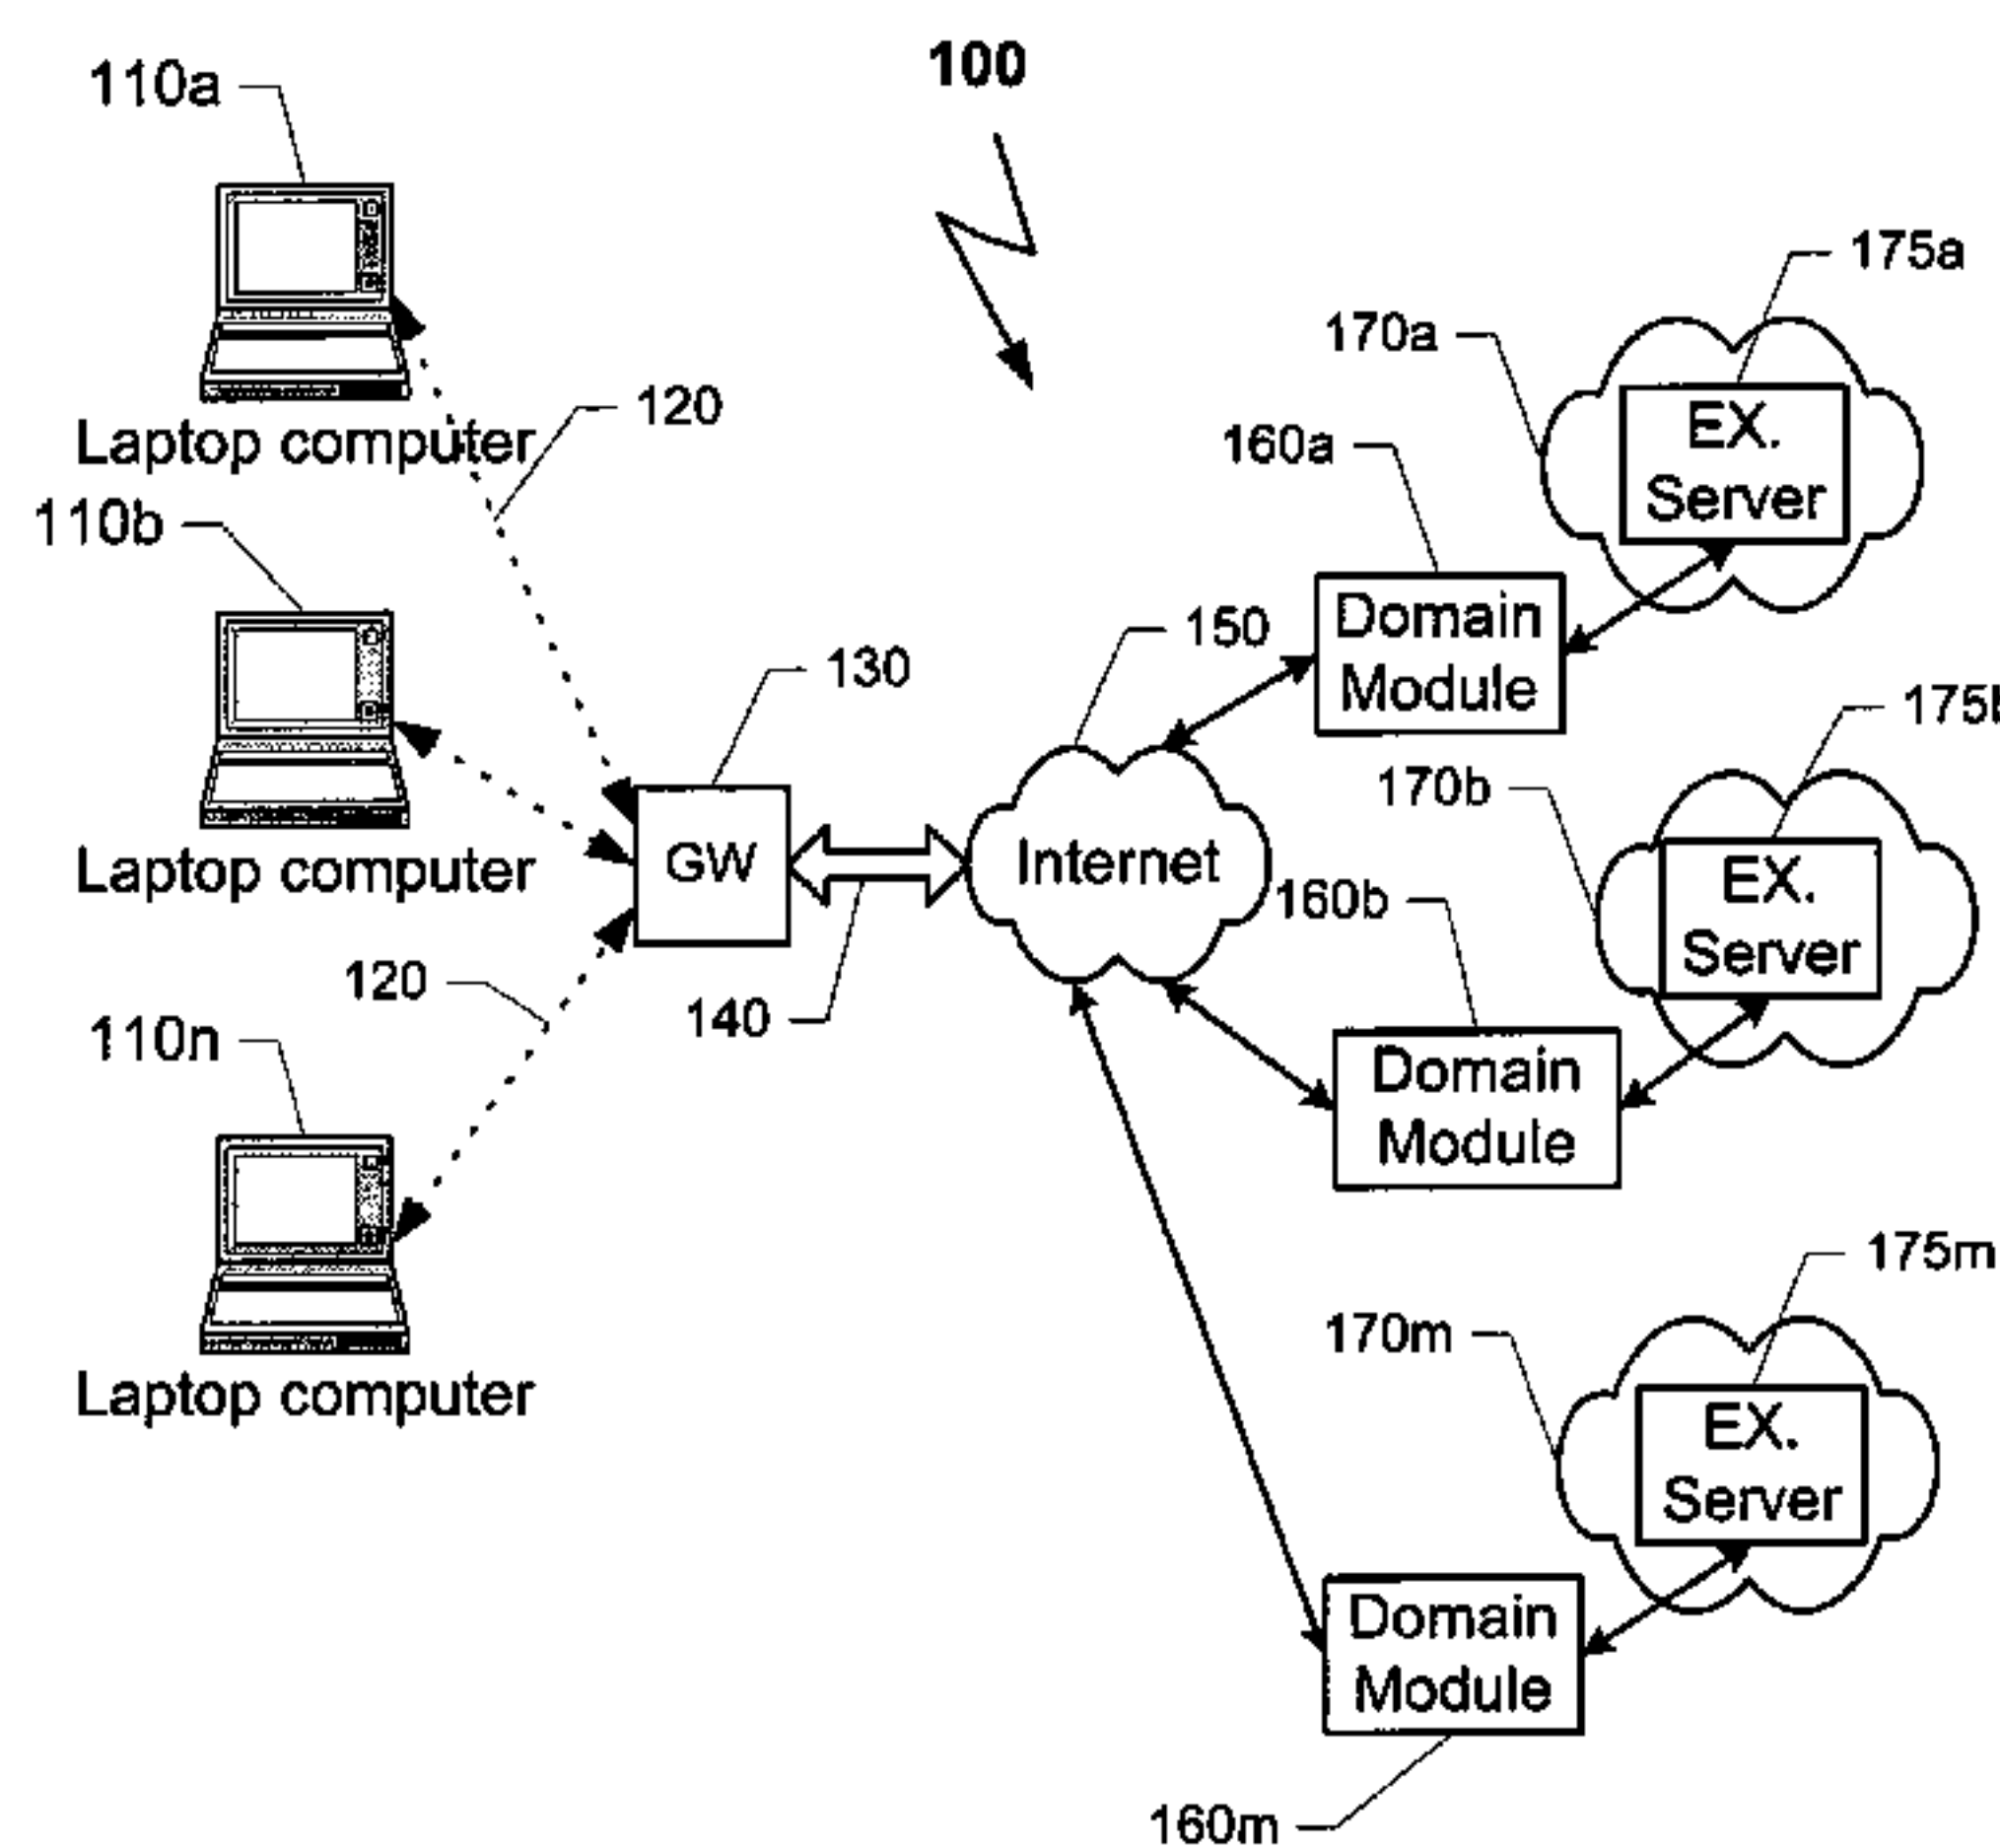 100
110a
Laptop computer
120
110b
Laptop computer
130
GW
140
120
110n
Laptop computer
150
Internet
160a
Domain
Module
170a
175a
EX.
Server
160b
Domain
Module
170b
EX.
Server
170m
175m
EX.
Server
Domain
Module
160m